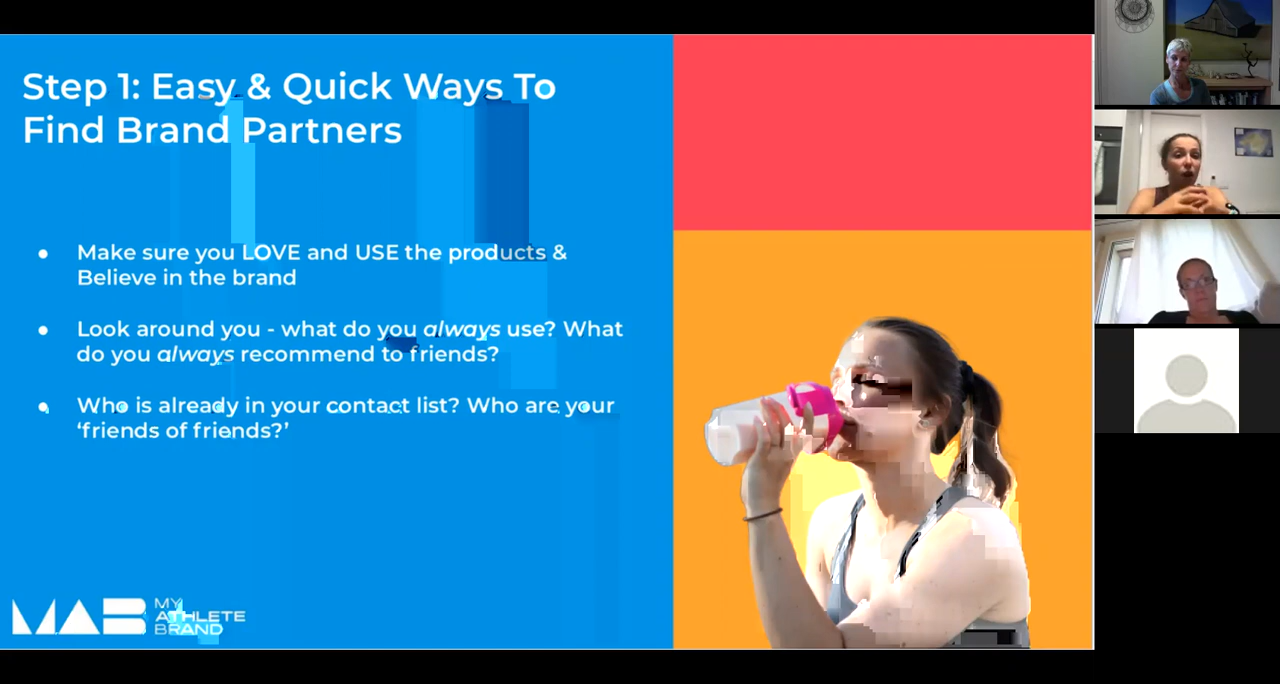 Step 1: Easy & Quick Ways To
Find Brand Partners
● Make sure you LOVE and USE the products &
Believe in the brand
● Look around you - what do you always use? What
do you always recommend to friends?
● Who is already in your contact list? Who are your
‘friends of friends?’
MAB
MY
ATHLETE
BRAND